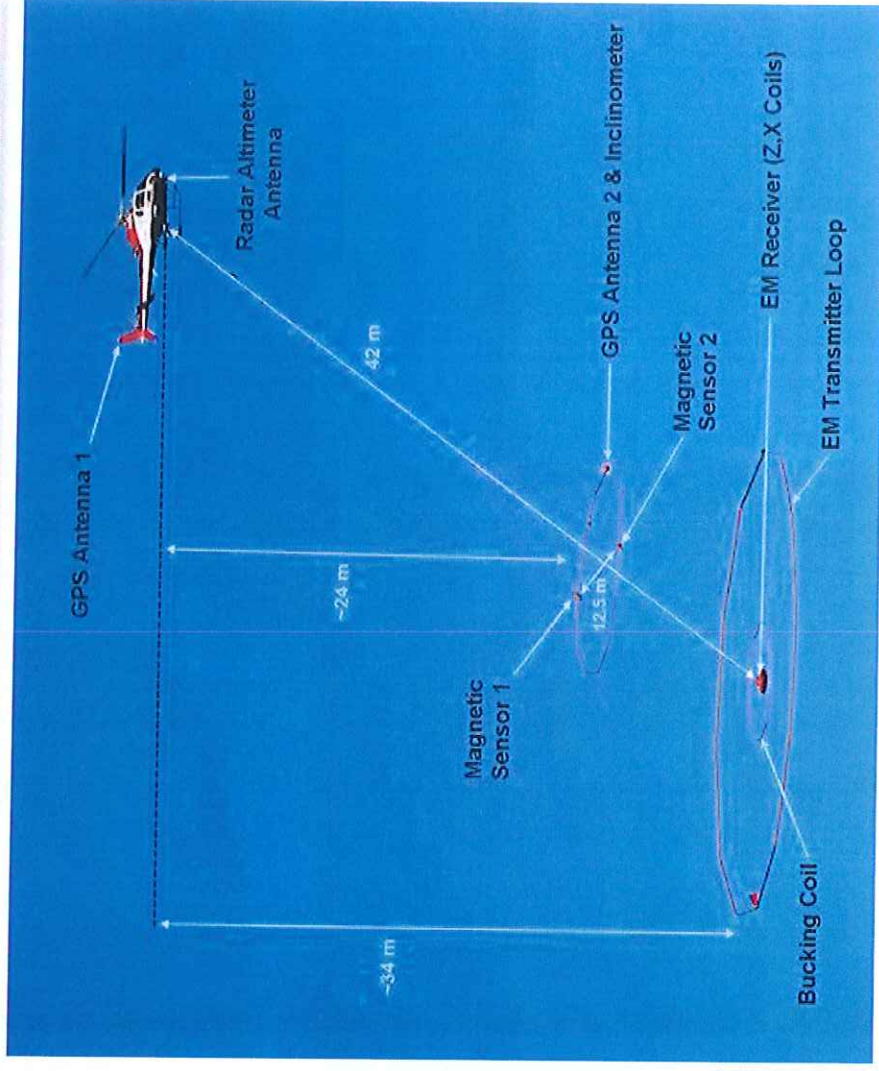 GPS Antenna 1
Radar Altimeter
Antenna
42 m
~24 m
~34 m
GPS Antenna 2 & Inclinometer
Magnetic
Sensor 1
12.5 m
Magnetic
Sensor 2
EM Receiver (Z,X Coils)
EM Transmitter Loop
Bucking Coil